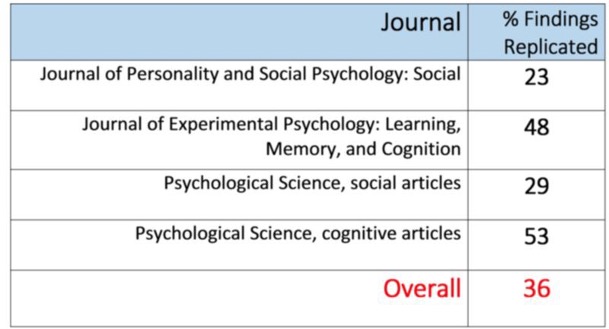 Journal
% Findings
Replicated
Journal of Personality and Social Psychology: Social
23
Journal of Experimental Psychology: Learning,
Memory, and Cognition
48
Psychological Science, social articles
29
Psychological Science, cognitive articles
53
Overall
36